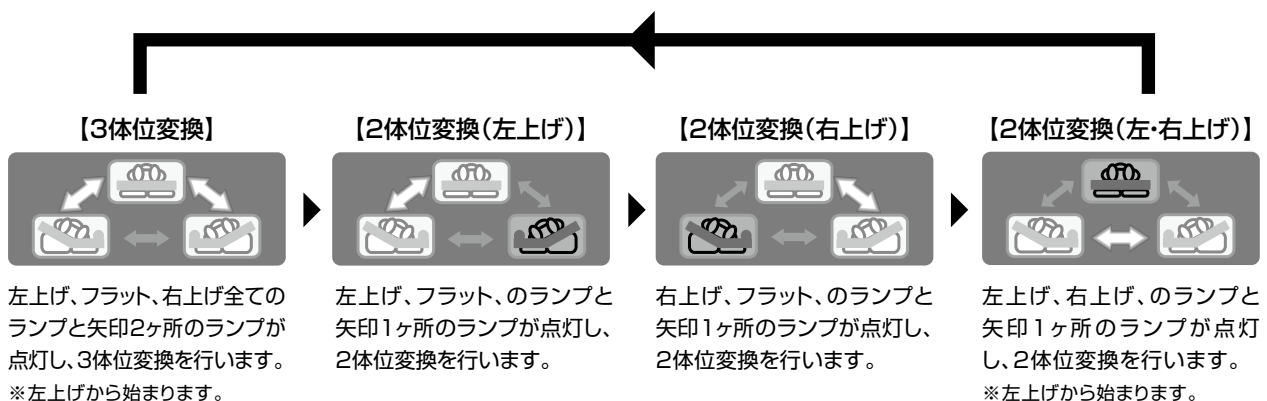 【3体位変換】
左上げ、フラット、右上げ全ての
ランプと矢印2ヶ所のランプが
点灯し、3体位変換を行います。
※左上げから始まります。
【2体位変換(左上げ)】
左上げ、フラット、のランプと
矢印1ヶ所のランプが点灯し、
2体位変換を行います。
【2体位変換(右上げ)】
右上げ、フラット、のランプと
矢印1ヶ所のランプが点灯し、
2体位変換を行います。
【2体位変換(左・右上げ)】
左上げ、右上げ、のランプと
矢印1ヶ所のランプが点灯
し、2体位変換を行います。
※左上げから始まります。